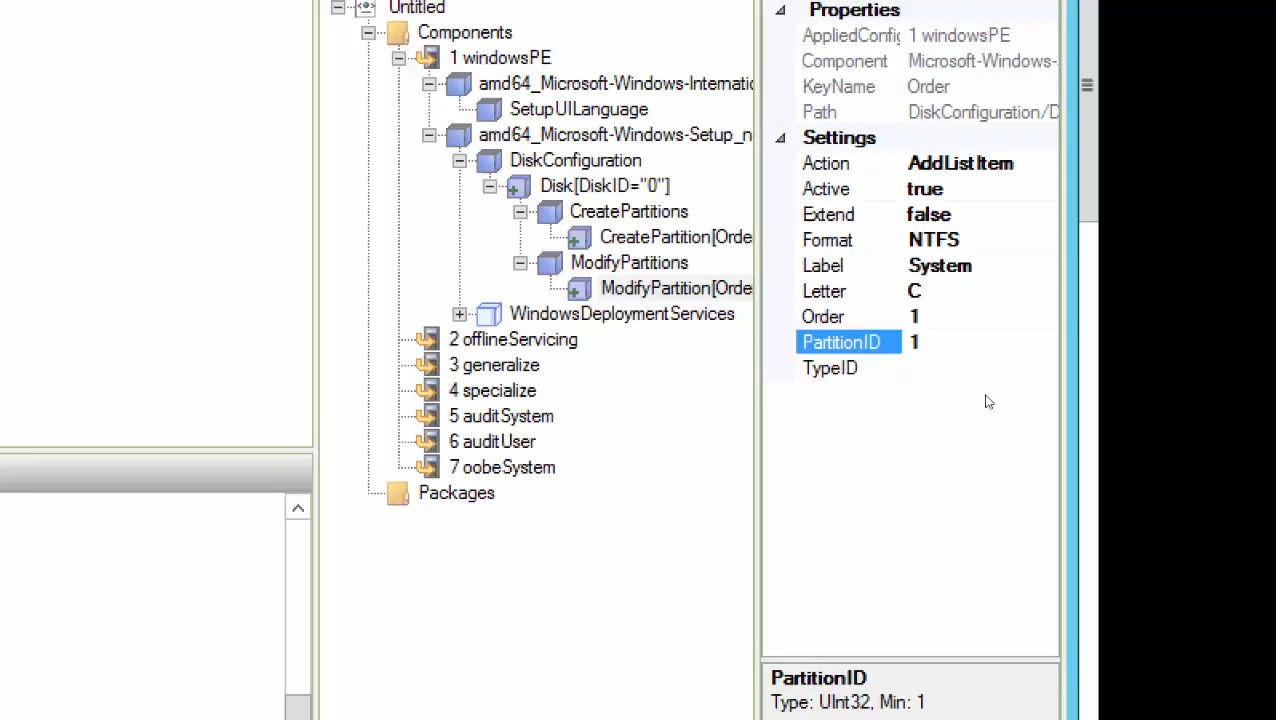 Untitled
Components
1 windowsPE
amd64_Microsoft-Windows-Internatic
SetupUILanguage
amd64_Microsoft-Windows-Setup_n
DiskConfiguration
Disk[DiskID="0"]
CreatePartitions
CreatePartition[Orde
ModifyPartitions
ModifyPartition[Orde
WindowsDeploymentServices
2 offlineServicing
3 generalize
4 specialize
5 auditSystem
6 auditUser
7 oobeSystem
Packages
Properties
AppliedConfig 1 windowsPE
Component Microsoft-Windows-
KeyName Order
Path DiskConfiguration/D
Settings
Action AddListItem
Active true
Extend false
Format NTFS
Label System
Letter C
Order 1
PartitionID 1
TypeID
PartitionID
Type: UInt32, Min: 1